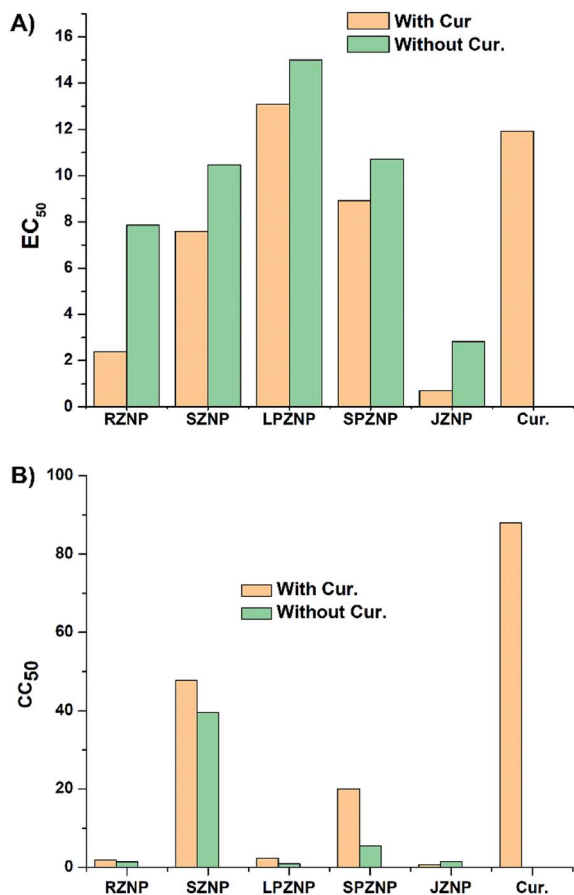 A)
With Cur
Without Cur.
16
14
12
10
8
6
4
2
0
EC50
RZNP SZNP LPZNP SPZNP JZNP Cur.
B)
100
80
60
40
20
0
With Cur.
Without Cur.
CC50
RZNP SZNP LPZNP SPZNP JZNP Cur.